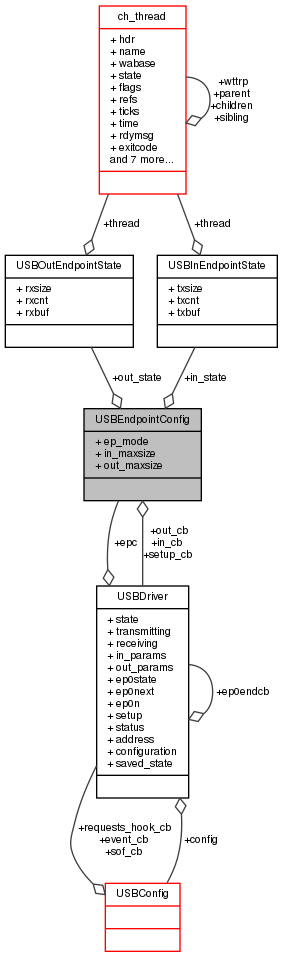 ch_thread
+ hdr
+ name
+ wabase
+ state
+ flags
+ refs
+ ticks
+ time
+ rdymsg
+ exitcode
and 7 more...
+wttrp
+parent
+children
+sibling
+thread
+thread
USBOutEndpointState
+ rxsize
+ rxcnt
+ rxbuf
USBInEndpointState
+ txsize
+ txcnt
+ txbuf
+out_state
+in_state
USBEndpointConfig
+ ep_mode
+ in_maxsize
+ out_maxsize
+epc
+out_cb
+in_cb
+setup_cb
USBDriver
+ state
+ transmitting
+ receiving
+ in_params
+ out_params
+ ep0state
+ ep0next
+ ep0n
+ setup
+ status
+ address
+ configuration
+ saved_state
+ep0endcb
+requests_hook_cb
+event_cb
+sof_cb
+config
USBConfig